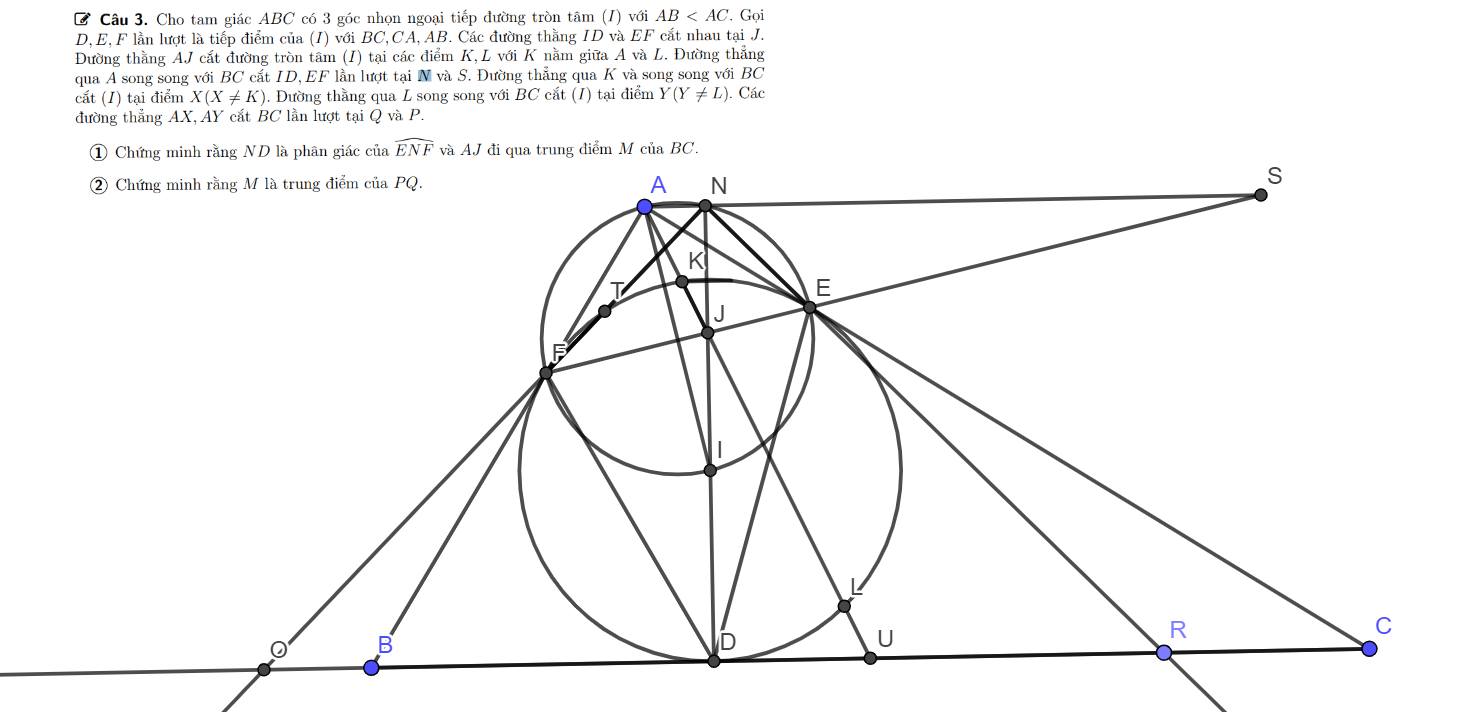 Câu 3. Cho tam giác ABC có 3 góc nhọn ngoại tiếp đường tròn tâm (I) với AB < AC. Gọi
D, E, F lần lượt là tiếp điểm của (I) với BC, CA, AB. Các đường thẳng ID và EF cắt nhau tại J.
Đường thẳng AJ cắt đường tròn tâm (I) tại các điểm K, L với K nằm giữa A và L. Đường thẳng
qua A song song với BC cắt ID, EF lần lượt tại N và S. Đường thẳng qua K và song song với BC
cắt (I) tại điểm X(X ≠ K). Đường thẳng qua L song song với BC cắt (I) tại điểm Y(Y ≠ L). Các
đường thẳng AX, AY cắt BC lần lượt tại Q và P.
① Chứng minh rằng ND là phân giác của ENF và AJ đi qua trung điểm M của BC.
② Chứng minh rằng M là trung điểm của PQ.
S
A N
K
T
E
J
F
I
L
C
R
U
D
B